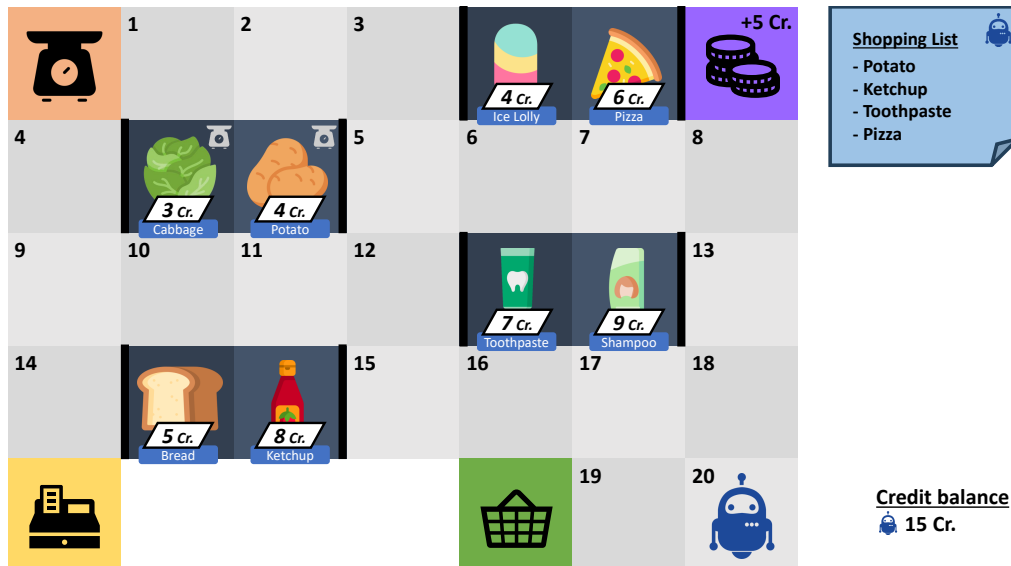 1
2
3
+5 Cr.
4 Cr.
Ice Lolly
6 Cr.
Pizza
Shopping List
- Potato
- Ketchup
- Toothpaste
- Pizza
4
3 Cr.
Cabbage
4 Cr.
Potato
5
6
7
8
9
10
11
12
7 Cr.
Toothpaste
9 Cr.
Shampoo
13
14
5 Cr.
Bread
8 Cr.
Ketchup
15
16
17
18
19
20
Credit balance
15 Cr.